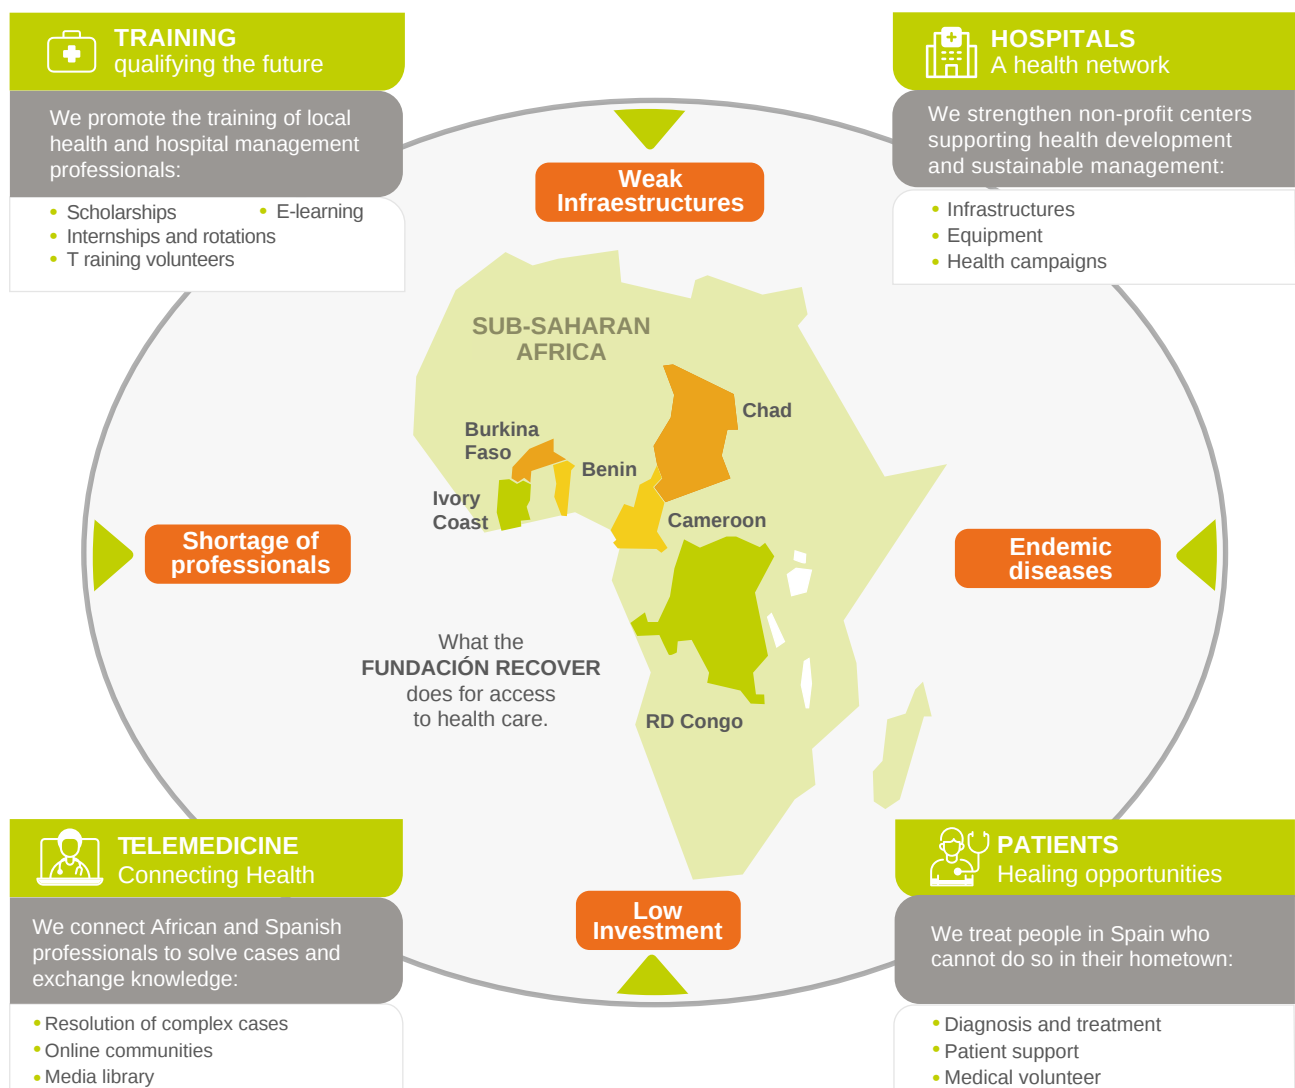 TRAINING
qualifying the future
We promote the training of local
health and hospital management
professionals:
• Scholarships
• E-learning
• Internships and rotations
• T raining volunteers
HOSPITALS
A health network
We strengthen non-profit centers
supporting health development
and sustainable management:
• Infrastructures
• Equipment
• Health campaigns
Weak
Infraestructures
SUB-SAHARAN
AFRICA
Chad
Burkina
Faso
Benin
Ivory
Coast
Cameroon
RD Congo
Shortage of
professionals
Endemic
diseases
What the
FUNDACIÓN RECOVER
does for access
to health care.
Low
Investment
TELEMEDICINE
Connecting Health
We connect African and Spanish
professionals to solve cases and
exchange knowledge:
• Resolution of complex cases
• Online communities
• Media library
PATIENTS
Healing opportunities
We treat people in Spain who
cannot do so in their hometown:
• Diagnosis and treatment
• Patient support
• Medical volunteer